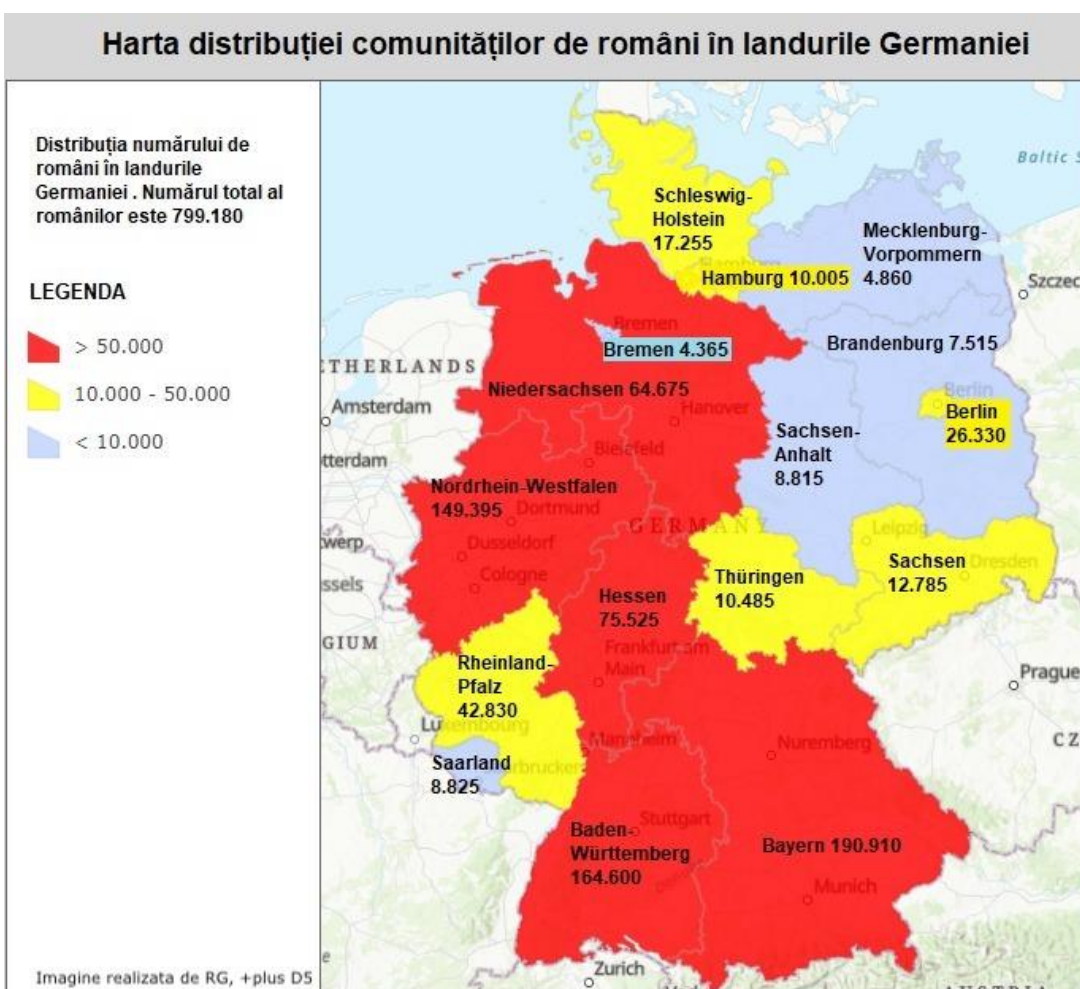 Harta distribuției comunităților de români în landurile Germaniei
Distribuția numărului de
români în landurile
Germaniei . Numărul total al
românilor este 799.180
LEGENDA
> 50.000
10.000 - 50.000
< 10.000
Imagine realizata de RG, +plus D5
Baltic S
Schleswig-
Holstein
17.255
Mecklenburg-
Vorpommern
4.860
Hamburg
Hamburg 10.005
Szczec
Bremen
Bremen 4.365
Brandenburg 7.515
ETHERLANDS
Niedersachsen 64.675
Berlin
Berlin
26.330
Amsterdam
Hanover
Sachsen-
Anhalt
8.815
Bielefeld
tterdam
Nordrhein-Westfalen
149.395
Dortmund
GERMANY
Leipzig
twerp
Dusseldorf
Sachsen
12.785
Dresden
Thüringen
10.485
Cologne
ssels
Hessen
75.525
GIUM
Frankfurt am
Main
Rheinland-
Pfalz
42.830
Prague
Luxembourg
CZ
Mannheim
Nuremberg
Saarland
8.825
arbrucken
Stuttgart
Baden-
Württemberg
164.600
Bayern 190.910
Munich
Zurich
AUSTRIA